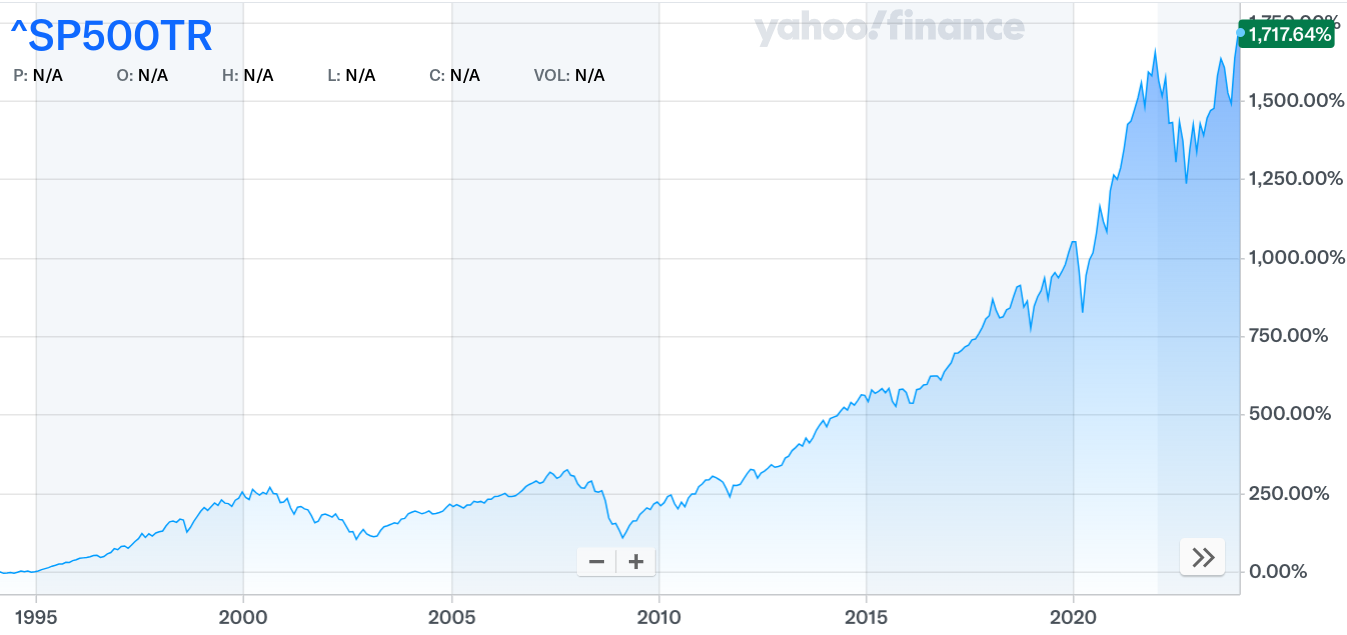 ^SP500TR
yahoo!finance
P: N/A O: N/A H: N/A L: N/A C: N/A VOL: N/A
1,750.00%
1,717.64%
1,500.00%
1,250.00%
1,000.00%
750.00%
500.00%
250.00%
0.00%
− +
1995 2000 2005 2010 2015 2020